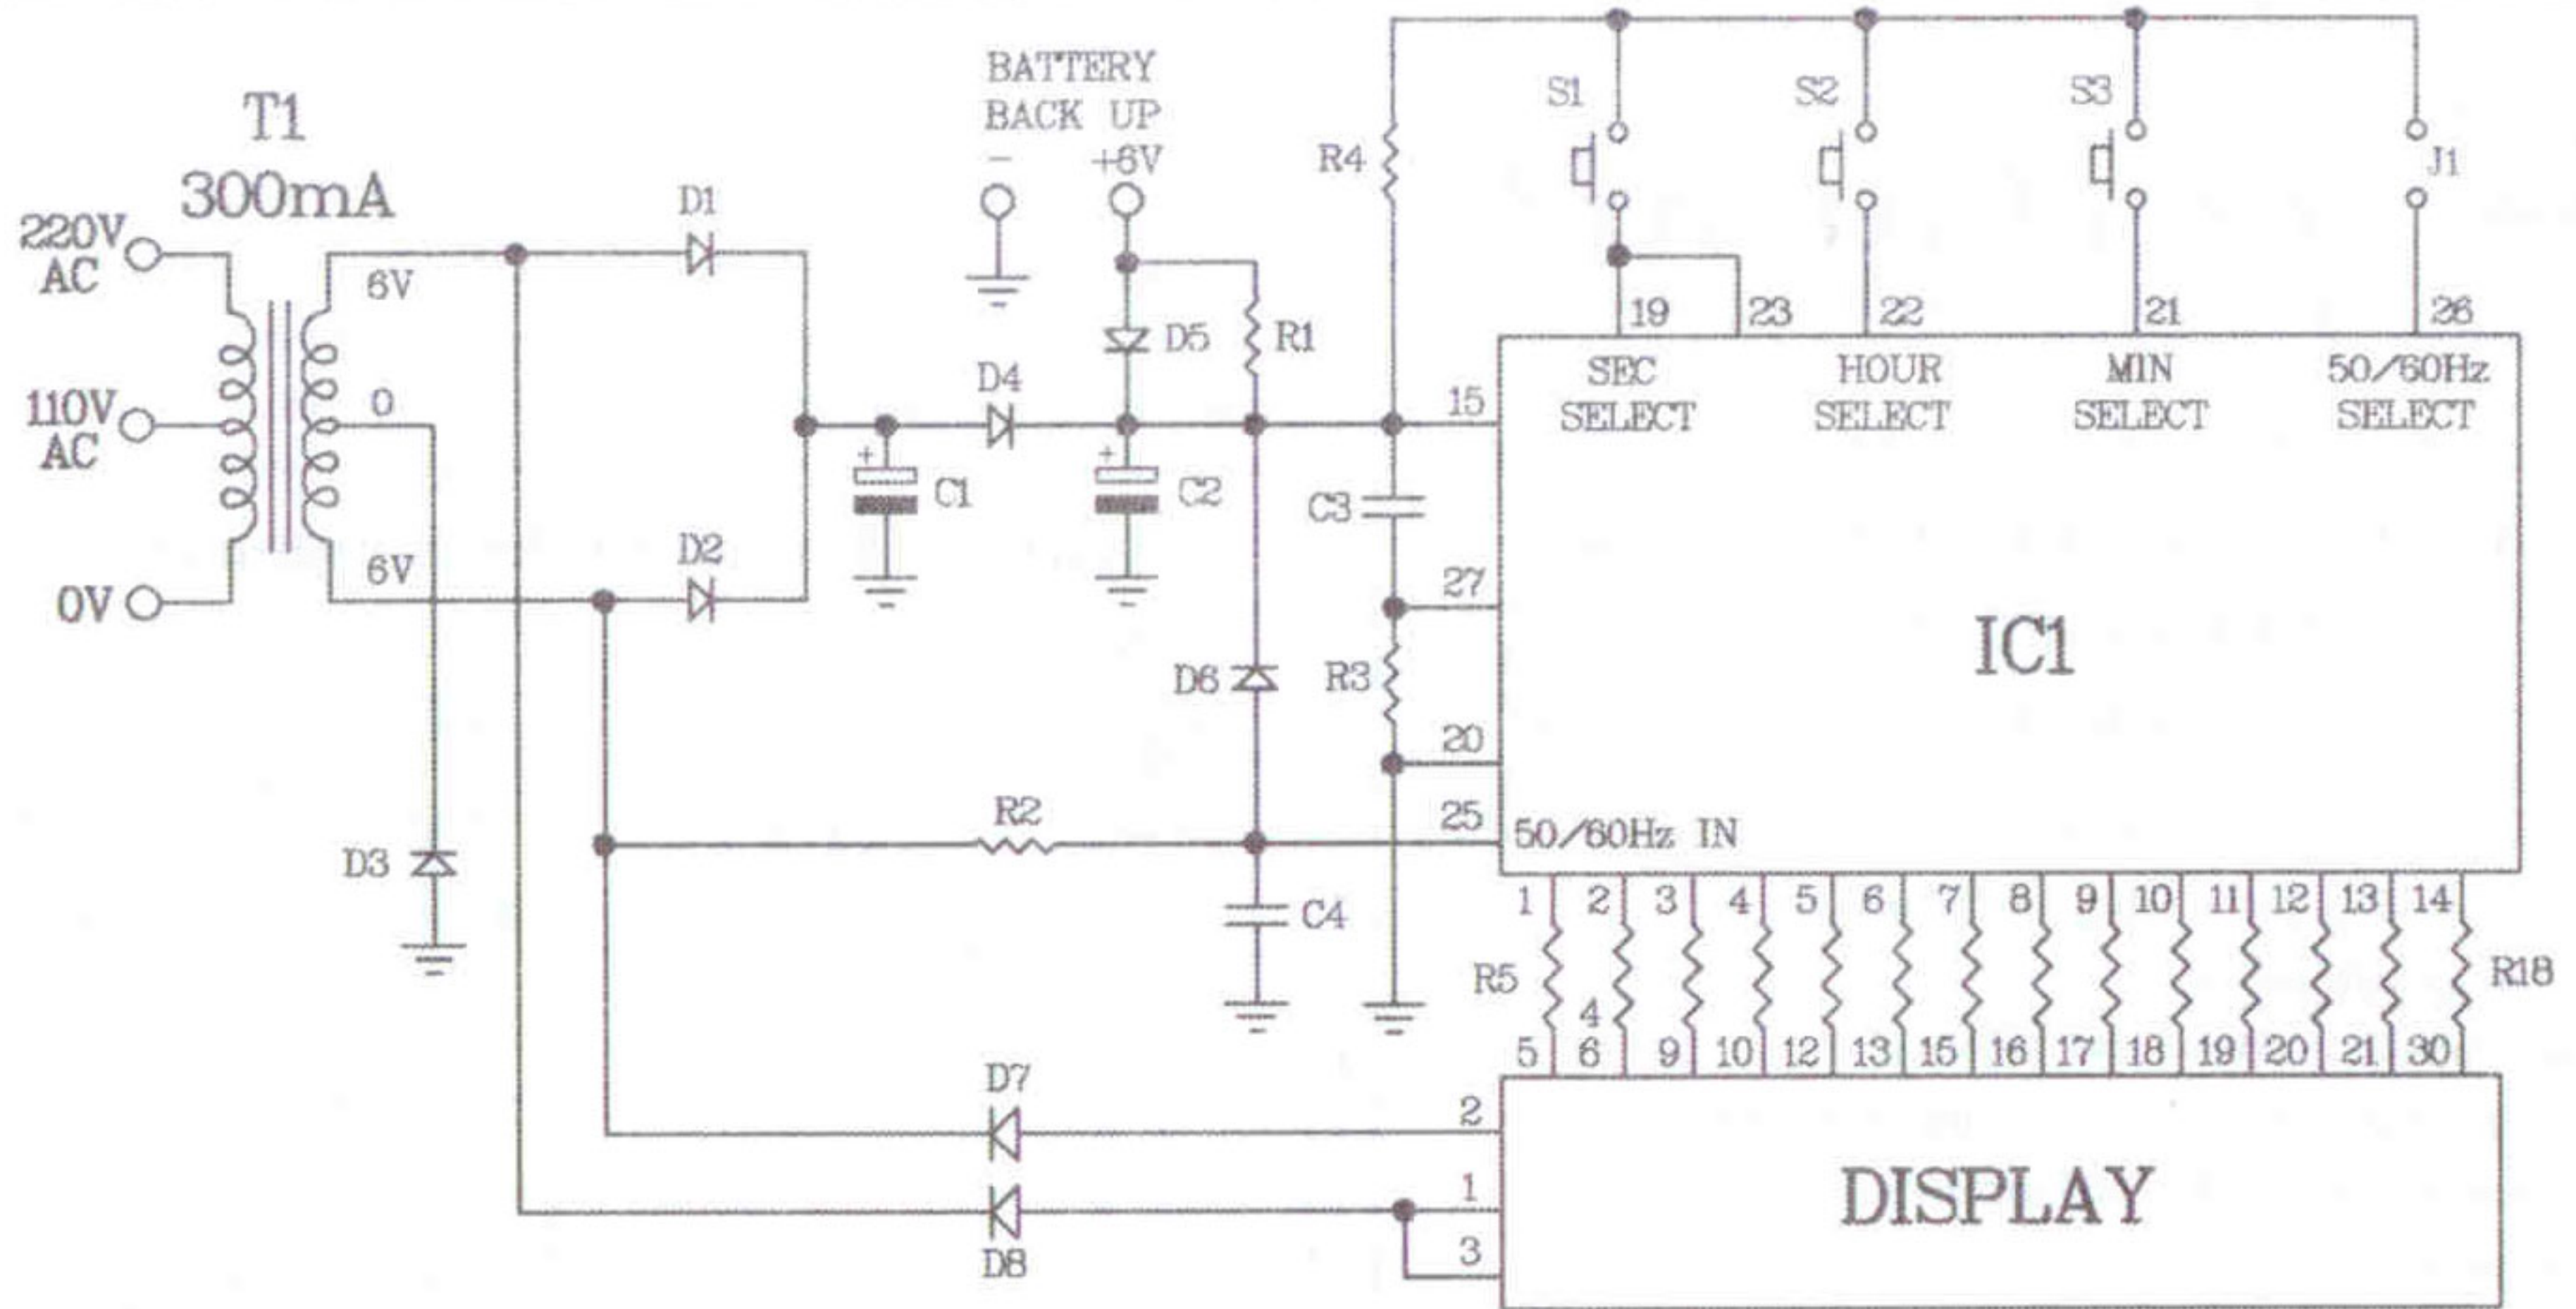 T1
300mA
220V
AC
110V
AC
0V
6V
0
6V
D1
D2
D3
BATTERY
BACK UP
- +6V
D5
R1
D4
C1
C2
R4
C3
R3
D6
R2
C4
D7
D8
S1
S2
S3
J1
19
23
22
21
26
SEC
SELECT
HOUR
SELECT
MIN
SELECT
50/60Hz
SELECT
15
27
20
25
50/60Hz IN
IC1
1 2 3 4 5 6 7 8 9 10 11 12 13 14
R5
R18
4
5 6 9 10 12 13 15 16 17 18 19 20 21 30
2
1
3
DISPLAY
+
+